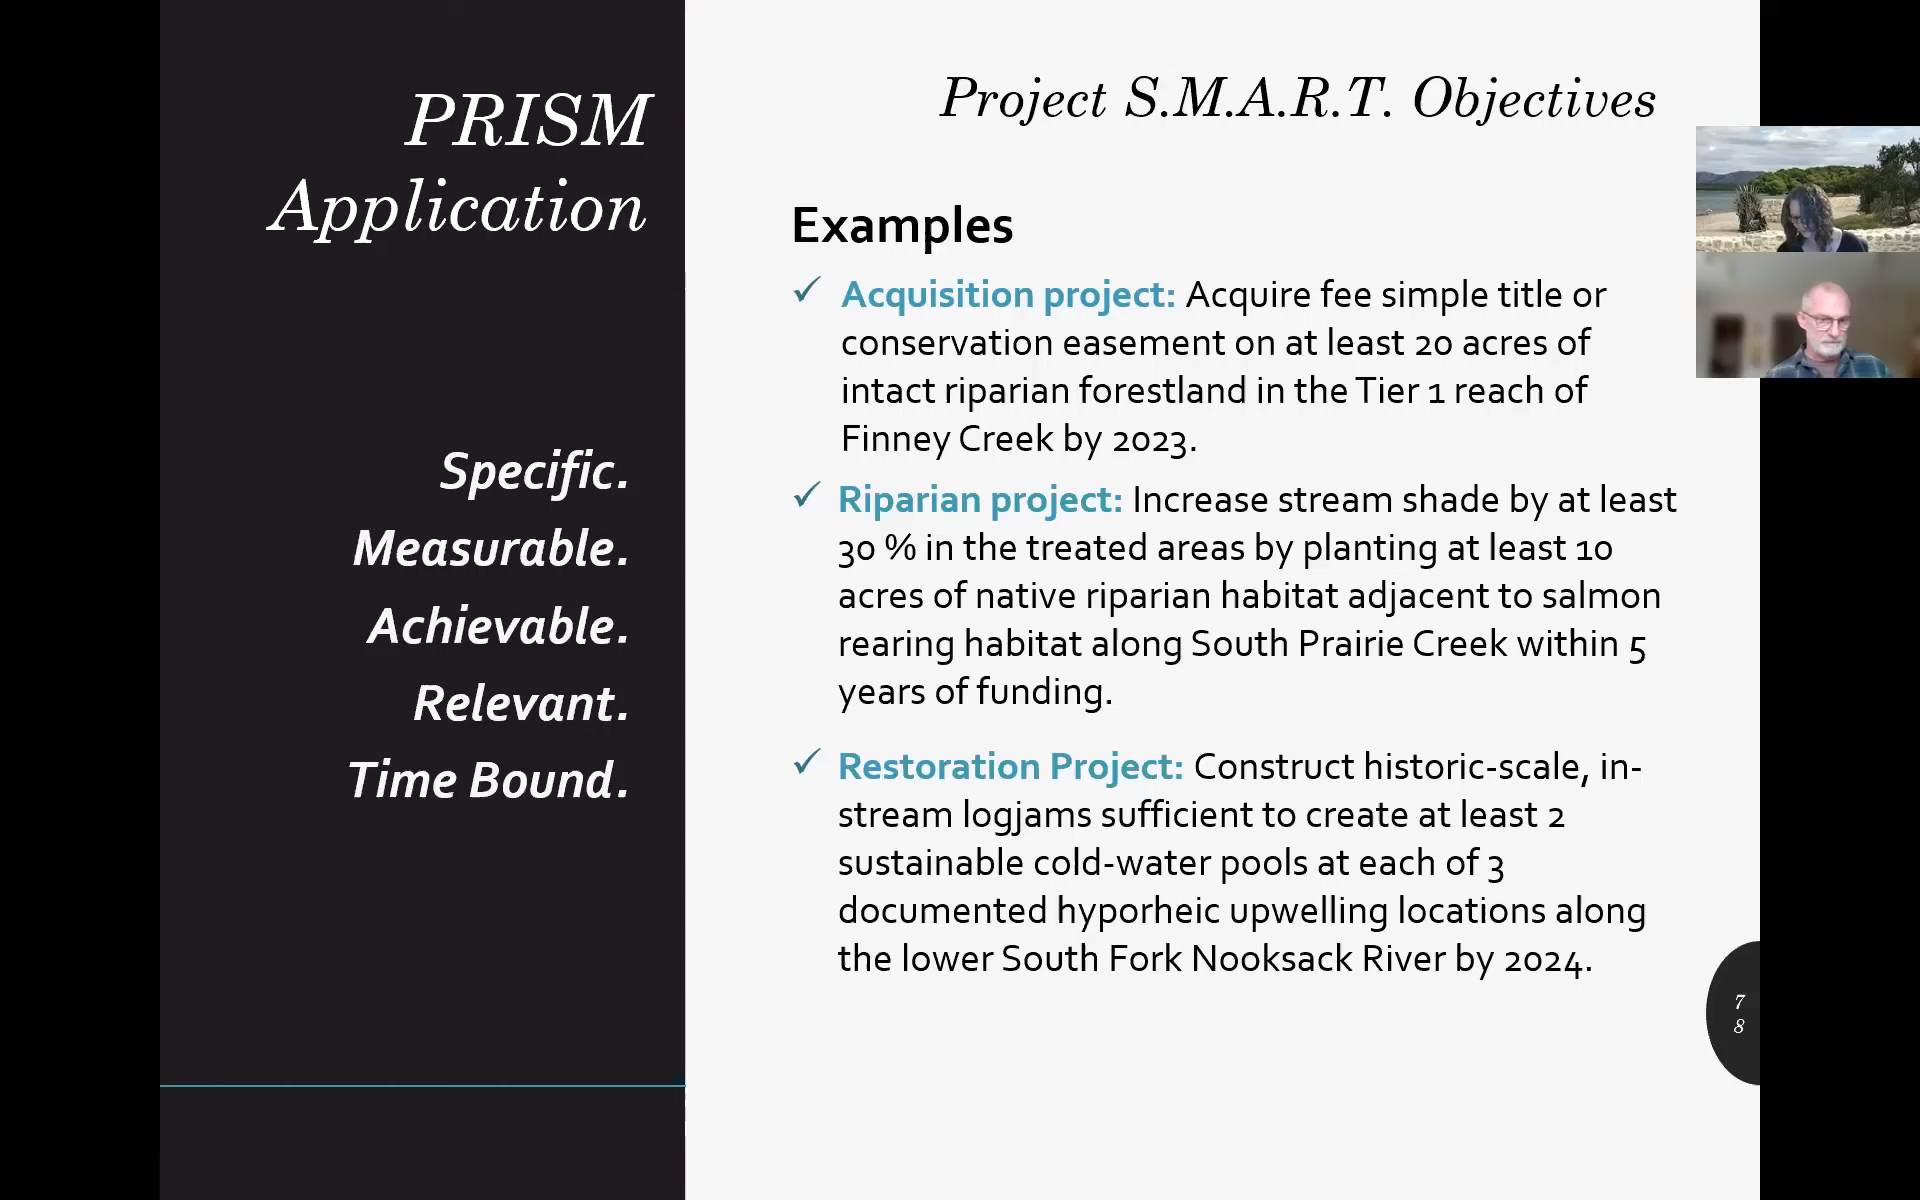 PRISM
Application
Specific.
Measurable.
Achievable.
Relevant.
Time Bound.
Project S.M.A.R.T. Objectives
Examples
✓ Acquisition project: Acquire fee simple title or
conservation easement on at least 20 acres of
intact riparian forestland in the Tier 1 reach of
Finney Creek by 2023.
✓ Riparian project: Increase stream shade by at least
30 % in the treated areas by planting at least 10
acres of native riparian habitat adjacent to salmon
rearing habitat along South Prairie Creek within 5
years of funding.
✓ Restoration Project: Construct historic-scale, in-
stream logjams sufficient to create at least 2
sustainable cold-water pools at each of 3
documented hyporheic upwelling locations along
the lower South Fork Nooksack River by 2024.
7
8